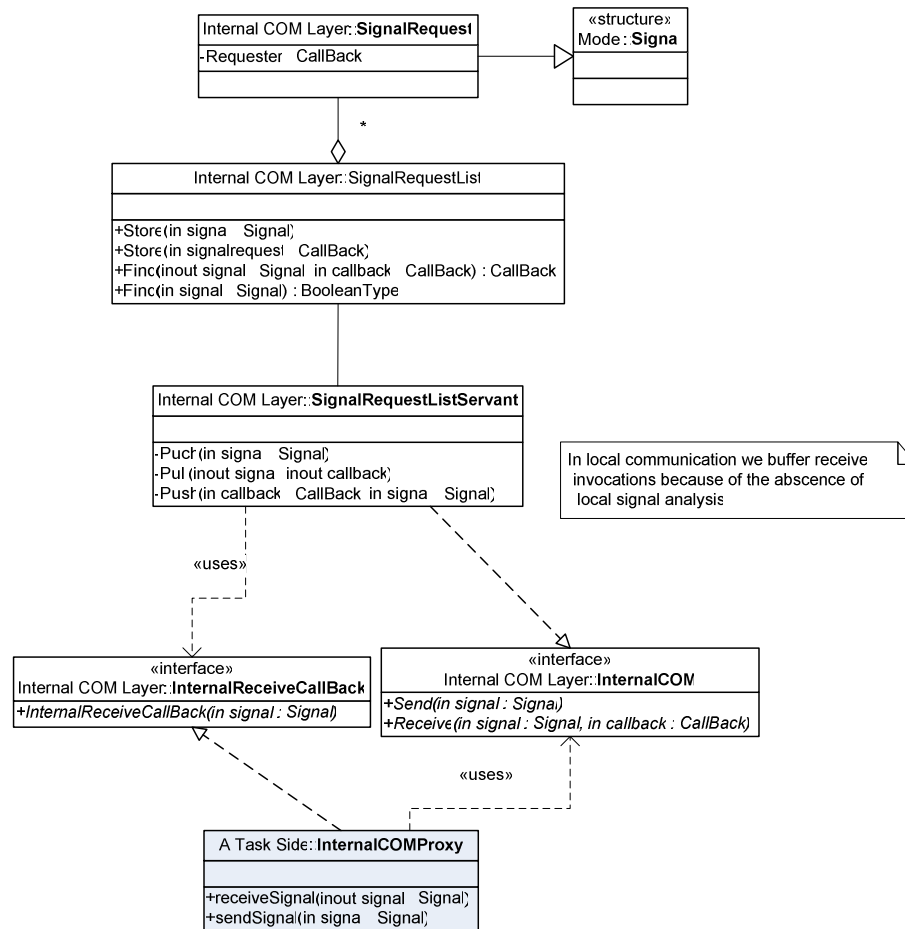 Internal COM Layer::SignalRequest
-Requester CallBack
«structure»
Mode::Signa
*
Internal COM Layer::SignalRequestList
+Store(in signa Signal)
+Store(in signalrequest CallBack)
+Find(inout signal Signal in callback CallBack) : CallBack
+Find(in signal Signal) : BooleanType
Internal COM Layer::SignalRequestListServant
-Puch(in signa Signal)
-Pul(inout signa inout callback)
-Push(in callback CallBack in signa Signal)
In local communication we buffer receive
invocations because of the abscence of
local signal analysis
«uses»
«interface»
Internal COM Layer::InternalReceiveCallBack
+InternalReceiveCallBack(in signal : Signal)
«interface»
Internal COM Layer::InternalCOM
+Send(in signal : Signal)
+Receive(in signal : Signal, in callback : CallBack)
«uses»
A Task Side::InternalCOMProxy
+receiveSignal(inout signal Signal)
+sendSignal(in signa Signal)